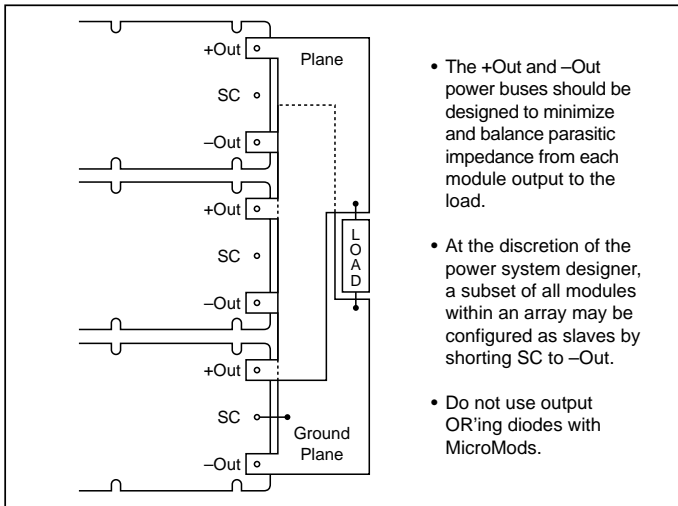 +Out
Plane
SC
–Out
+Out
SC
–Out
LOAD
+Out
SC
Ground
Plane
–Out
• The +Out and –Out
power buses should be
designed to minimize
and balance parasitic
impedance from each
module output to the
load.
• At the discretion of the
power system designer,
a subset of all modules
within an array may be
configured as slaves by
shorting SC to –Out.
• Do not use output
OR'ing diodes with
MicroMods.